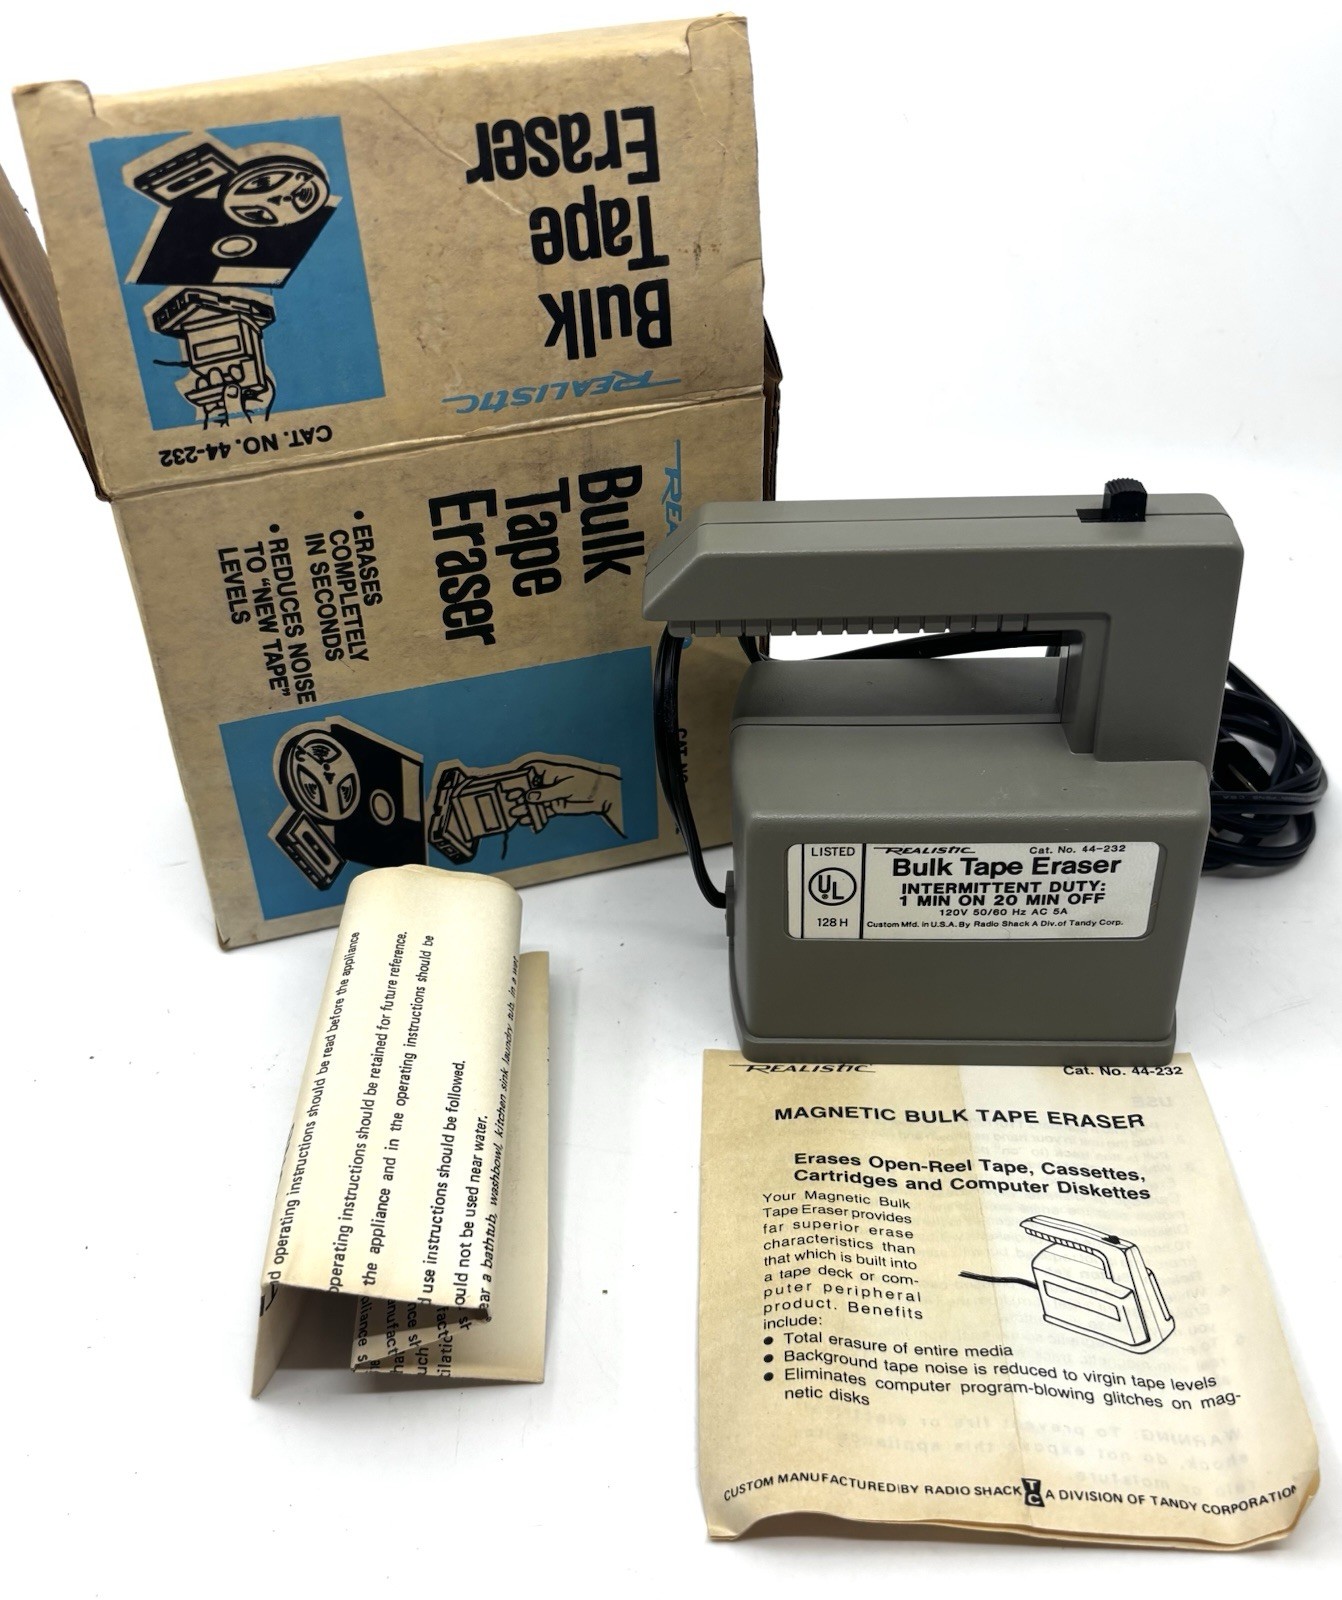 Bulk
Tape
Eraser
REALISTIC
CAT. NO. 44-232
Bulk
Tape
Eraser
• ERASES
COMPLETELY
IN SECONDS
• REDUCES NOISE
TO "NEW TAPE"
LEVELS
LISTED
UL
128H
REALISTIC Cat. No. 44-232
Bulk Tape Eraser
INTERMITTENT DUTY:
1 MIN ON 20 MIN OFF
120V 50/60 Hz AC 5A
Custom Mfd. in U.S.A. By Radio Shack A Div. of Tandy Corp.
operating instructions should be read before the appliance
operating instructions should be retained for future reference.
the appliance and in the operating instructions should be
use instructions should be followed.
should not be used near water.
near a bathtub, washbowl, kitchen sink, laundry tub, in a wet
REALISTIC Cat. No. 44-232
MAGNETIC BULK TAPE ERASER
Erases Open-Reel Tape, Cassettes,
Cartridges and Computer Diskettes
Your Magnetic Bulk
Tape Eraser provides
far superior erase
characteristics than
that which is built into
a tape deck or com-
puter peripheral
product. Benefits
include:
● Total erasure of entire media
● Background tape noise is reduced to virgin tape levels
● Eliminates computer program-blowing glitches on mag-
netic disks
CUSTOM MANUFACTURED BY RADIO SHACK TC A DIVISION OF TANDY CORPORATION